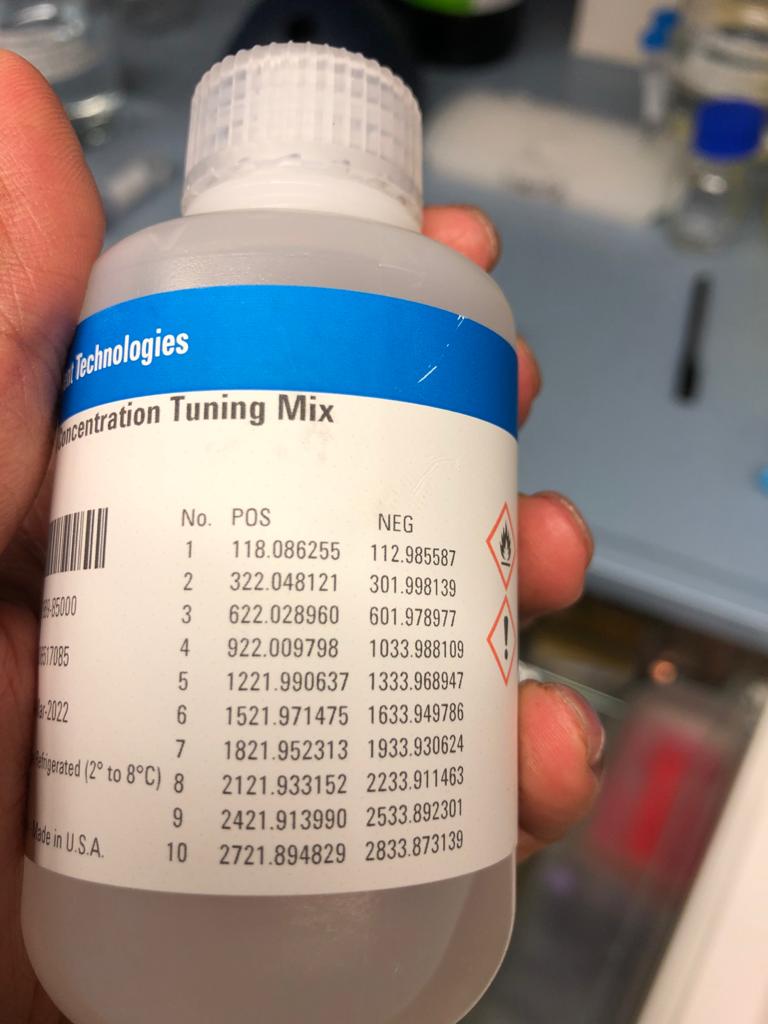 Technologies
Concentration Tuning Mix
No. POS NEG
1 118.086255 112.985587
2 322.048121 301.998139
3 622.028960 601.978977
4 922.009798 1033.988109
5 1221.990637 1333.968947
6 1521.971475 1633.949786
7 1821.952313 1933.930624
8 2121.933152 2233.911463
9 2421.913990 2533.892301
10 2721.894829 2833.873139
-85000
-2022
Refrigerated (2° to 8°C)
Made in U.S.A.